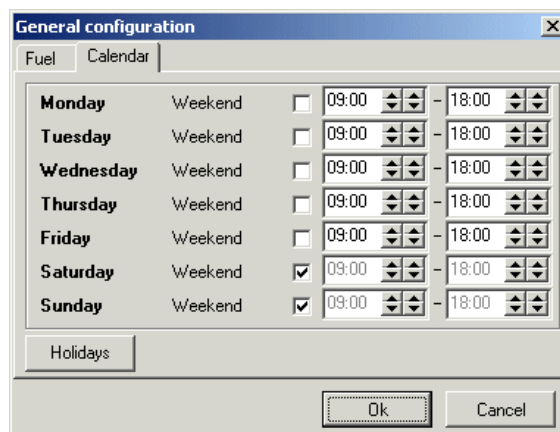 General configuration
Fuel Calendar
Monday Weekend 09:00 - 18:00
Tuesday Weekend 09:00 - 18:00
Wednesday Weekend 09:00 - 18:00
Thursday Weekend 09:00 - 18:00
Friday Weekend 09:00 - 18:00
Saturday Weekend 09:00 - 18:00
Sunday Weekend 09:00 - 18:00
Holidays
Ok Cancel